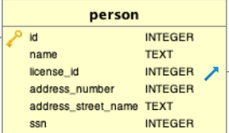 person
id INTEGER
name TEXT
license_id INTEGER
address_number INTEGER
address_street_name TEXT
ssn INTEGER